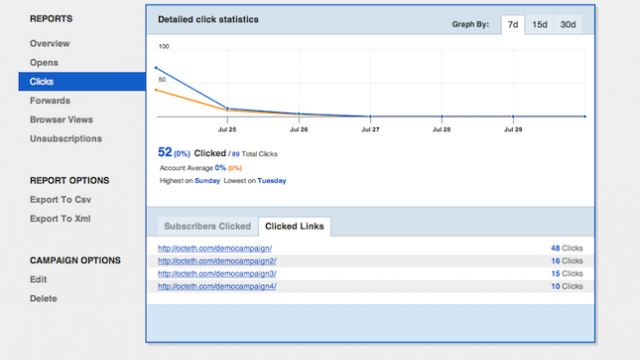 REPORTS
Overview
Opens
Clicks
Forwards
Browser Views
Unsubscriptions
REPORT OPTIONS
Export To Csv
Export To Xml
CAMPAIGN OPTIONS
Edit
Delete
Detailed click statistics
Graph By: 7d 15d 30d
100
50
Jul 25 Jul 26 Jul 27 Jul 28 Jul 29
52 (0%) Clicked / 89 Total Clicks
Account Average 0% (0%)
Highest on Sunday Lowest on Tuesday
Subscribers Clicked Clicked Links
http://octeth.com/democampaign/ 48 Clicks
http://octeth.com/democampaign2/ 16 Clicks
http://octeth.com/democampaign3/ 15 Clicks
http://octeth.com/democampaign4/ 10 Clicks